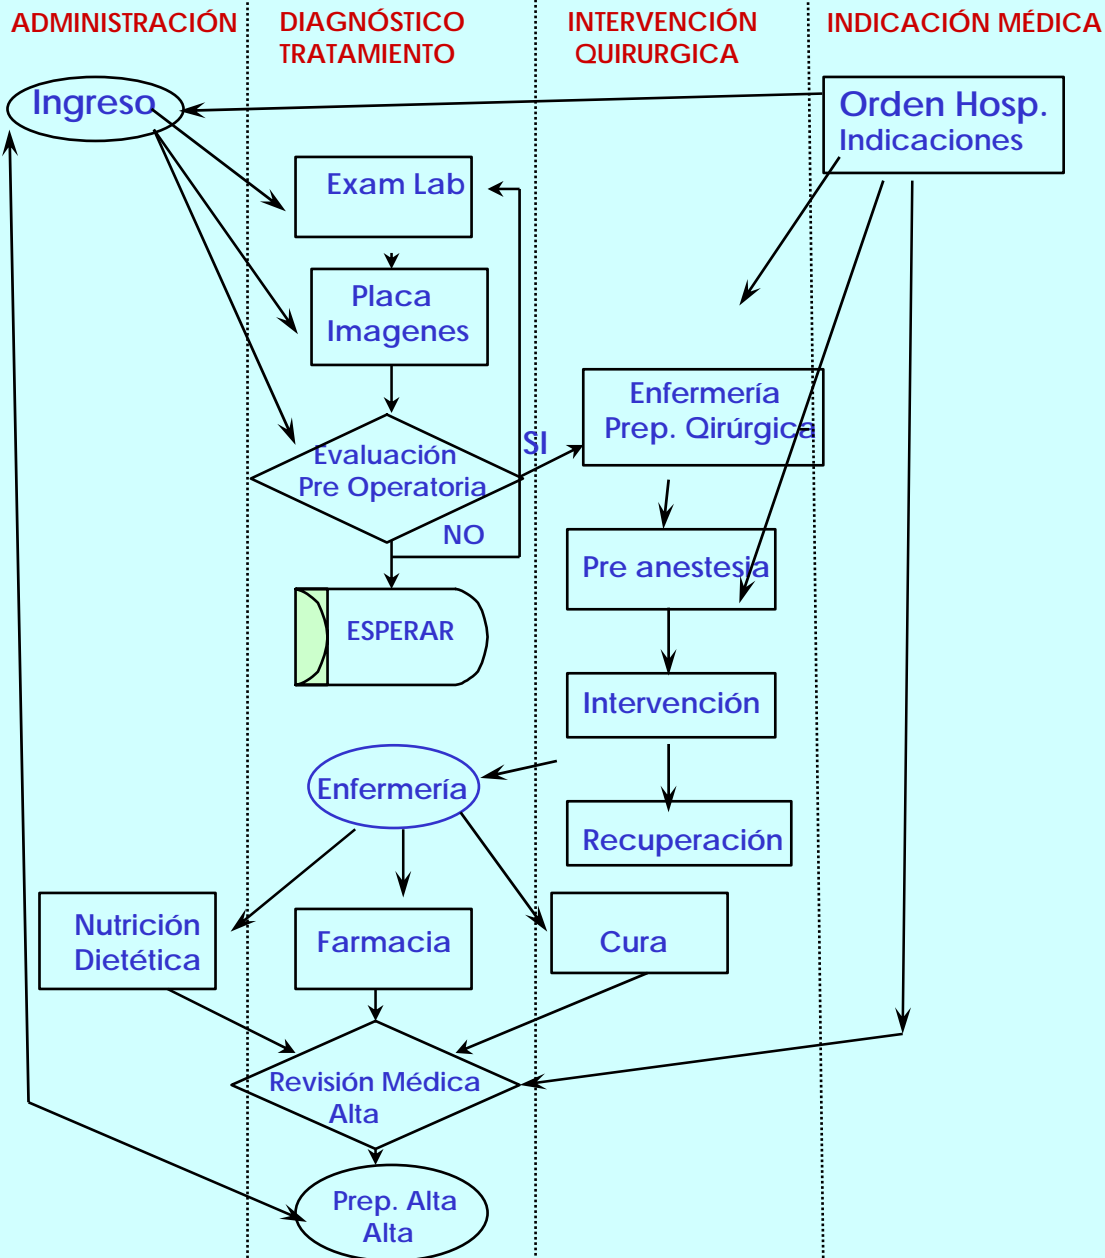 ADMINISTRACIÓN
DIAGNÓSTICO
TRATAMIENTO
INTERVENCIÓN
QUIRURGICA
INDICACIÓN MÉDICA
Ingreso
Orden Hosp.
Indicaciones
Exam Lab
Placa
Imagenes
Enfermería
Prep. Qirúrgica
SI
Evaluación
Pre Operatoria
NO
Pre anestesia
ESPERAR
Intervención
Enfermería
Recuperación
Nutrición
Dietética
Farmacia
Cura
Revisión Médica
Alta
Prep. Alta
Alta